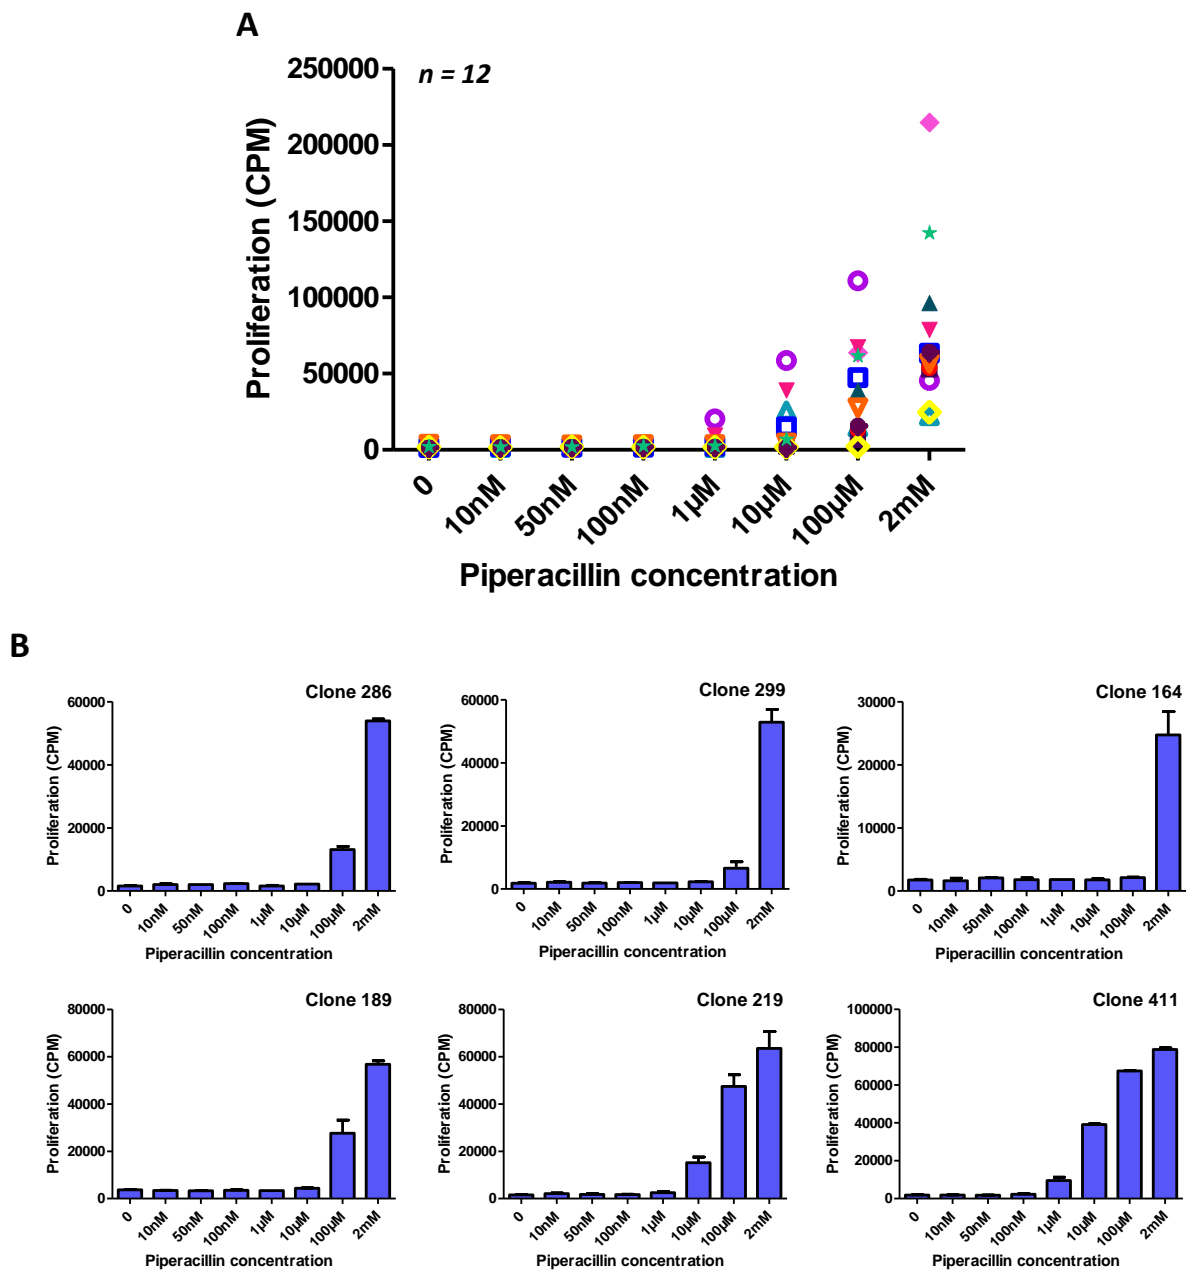 A
n = 12
Proliferation (CPM)
250000
200000
150000
100000
50000
0
0 10nM 50nM 100nM 1µM 10µM 100µM 2mM
Piperacillin concentration
B
Clone 286
Proliferation (CPM)
60000
40000
20000
0
0 10nM 50nM 100nM 1µM 10µM 100µM 2mM
Piperacillin concentration
Clone 299
Proliferation (CPM)
60000
40000
20000
0
0 10nM 50nM 100nM 1µM 10µM 100µM 2mM
Piperacillin concentration
Clone 164
Proliferation (CPM)
30000
20000
10000
0
0 10nM 50nM 100nM 1µM 10µM 100µM 2mM
Piperacillin concentration
Clone 189
Proliferation (CPM)
80000
60000
40000
20000
0
0 10nM 50nM 100nM 1µM 10µM 100µM 2mM
Piperacillin concentration
Clone 219
Proliferation (CPM)
80000
60000
40000
20000
0
0 10nM 50nM 100nM 1µM 10µM 100µM 2mM
Piperacillin concentration
Clone 411
Proliferation (CPM)
100000
80000
60000
40000
20000
0
0 10nM 50nM 100nM 1µM 10µM 100µM 2mM
Piperacillin concentration